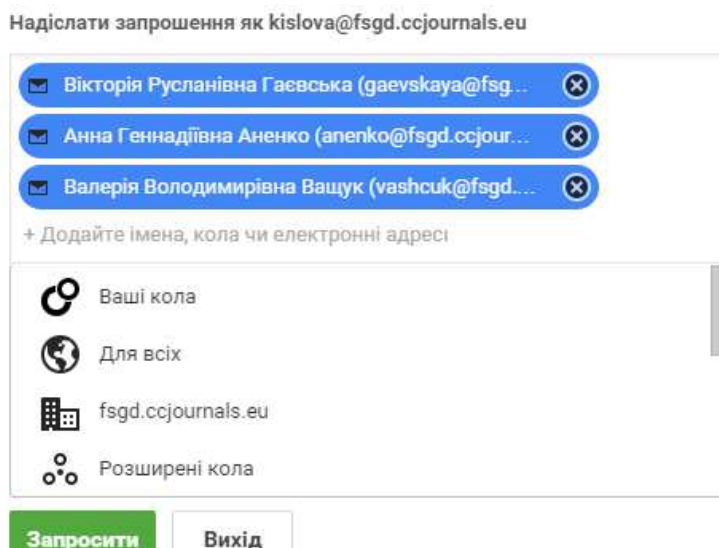 Надіслати запрошення як kislova@fsgd.ccjournals.eu
Вікторія Русланівна Гаєвська (gaevskaya@fsg...
Анна Геннадіївна Аненко (anenko@fsgd.ccjour...
Валерія Володимирівна Ващук (vashcuk@fsgd....
+ Додайте імена, кола чи електронні адресі
Ваші кола
Для всіх
fsgd.ccjournals.eu
Розширені кола
Запросити Вихід